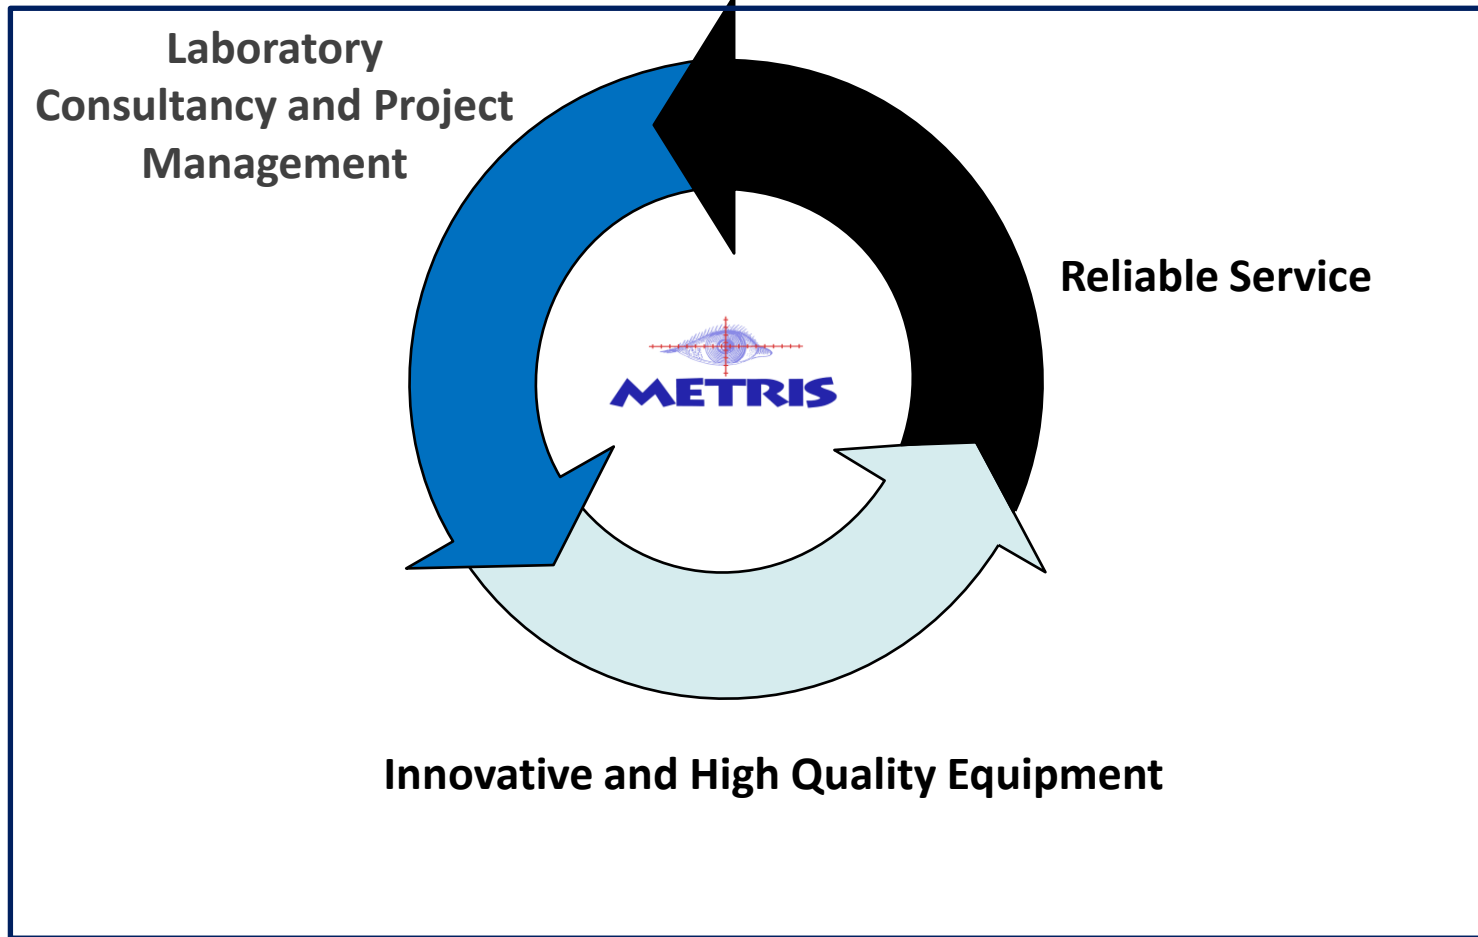 Laboratory
Consultancy and Project
Management
Reliable Service
METRIS
Innovative and High Quality Equipment